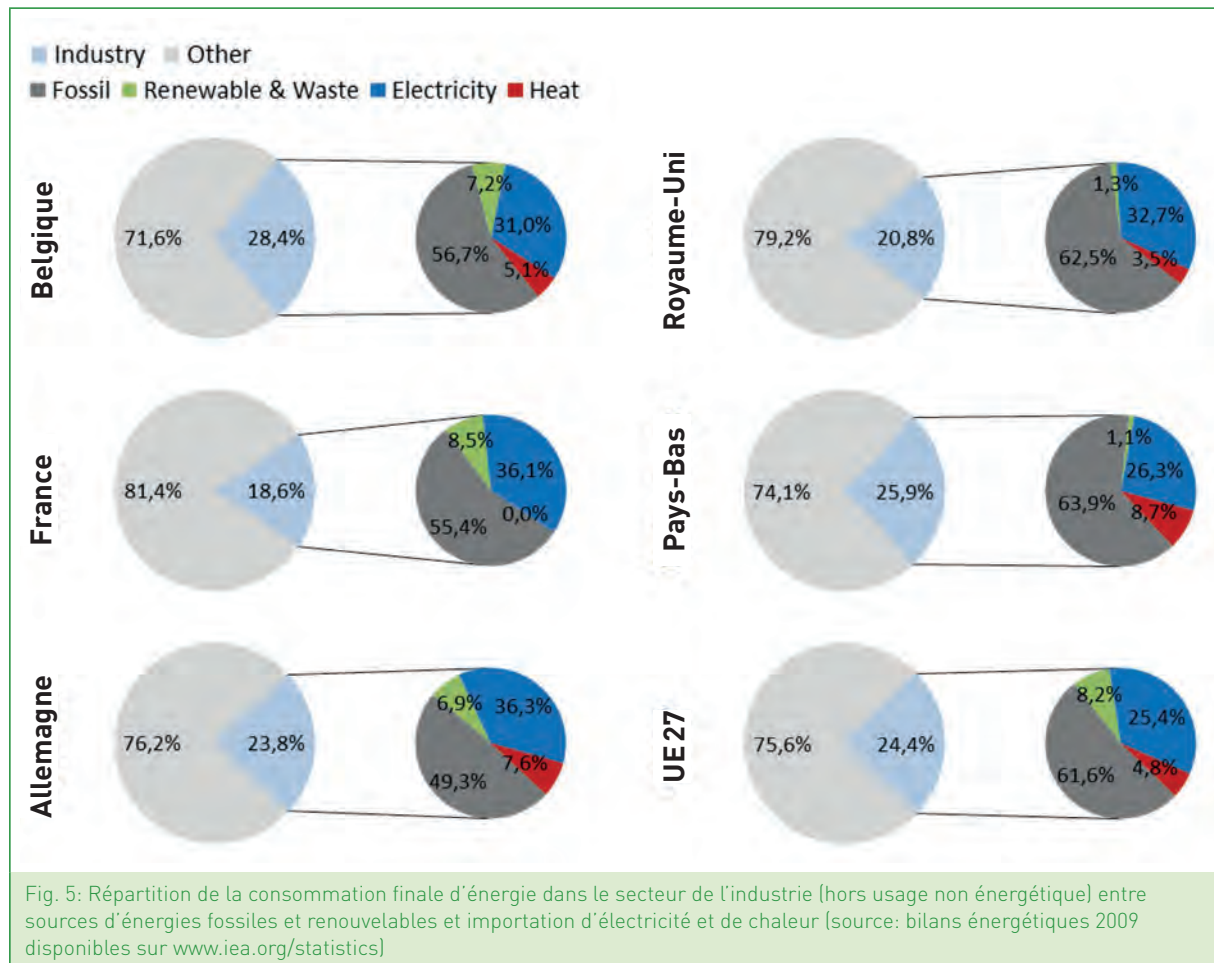 Industry Other
Fossil Renewable & Waste Electricity Heat
Belgique
71,6% 28,4%
7,2%
31,0%
56,7%
5,1%
Royaume-Uni
79,2% 20,8%
1,3%
32,7%
62,5% 3,5%
France
81,4% 18,6%
8,5%
36,1%
0,0%
55,4%
Pays-Bas
74,1% 25,9%
1,1%
26,3%
63,9% 8,7%
Allemagne
76,2% 23,8%
6,9% 36,3%
7,6%
49,3%
UE 27
75,6% 24,4%
8,2%
25,4%
4,8%
61,6%
Fig. 5: Répartition de la consommation finale d'énergie dans le secteur de l'industrie (hors usage non énergétique) entre
sources d'énergies fossiles et renouvelables et importation d'électricité et de chaleur (source: bilans énergétiques 2009
disponibles sur www.iea.org/statistics)